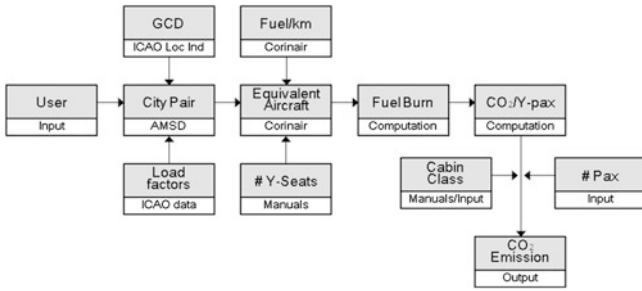 GCD
ICAO Loc Ind
Fuel/km
Corinair
User
Input
City Pair
AMSD
Equivalent
Aircraft
Corinair
Fuel Burn
Computation
CO₂/Y-pax
Computation
Load
factors
ICAO data
# Y-Seats
Manuals
Cabin
Class
Manuals/Input
# Pax
Input
CO₂
Emission
Output